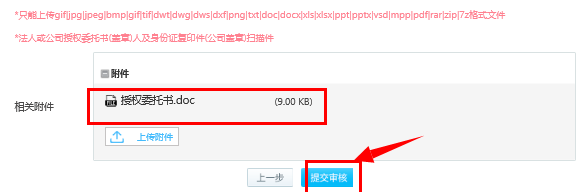 *只能上传gif|jpg|jpeg|bmp|gif|tif|dwt|dwg|dws|dxf|png|txt|doc|docx|xls|xlsx|ppt|pptx|vsd|mpp|pdf|rar|zip|7z格式文件
*法人或公司授权委托书(盖章)人及身份证复印件(公司盖章)扫描件
附件
相关附件
授权委托书.doc (9.00 KB)
上传附件
上一步 提交审核